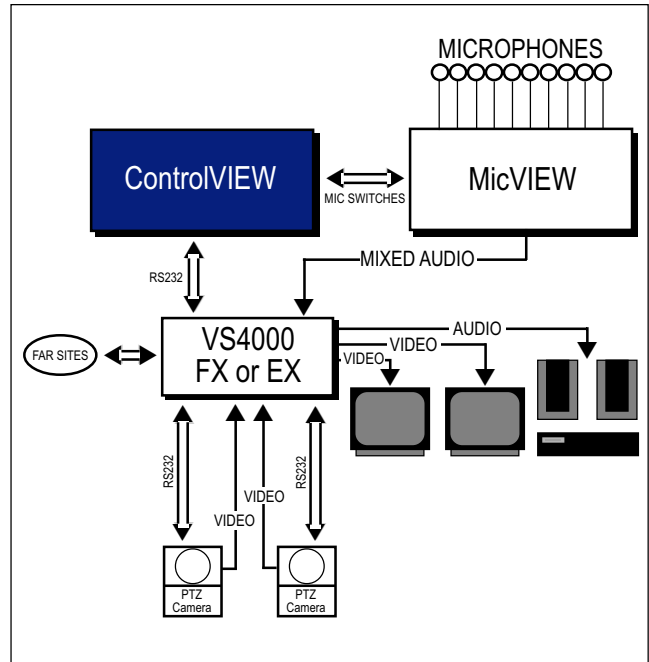 MICROPHONES
ControlVIEW
MicVIEW
MIC SWITCHES
MIXED AUDIO
RS232
VS4000
FX or EX
FAR SITES
AUDIO
VIDEO
VIDEO
RS232
VIDEO
VIDEO
RS232
PTZ
Camera
PTZ
Camera